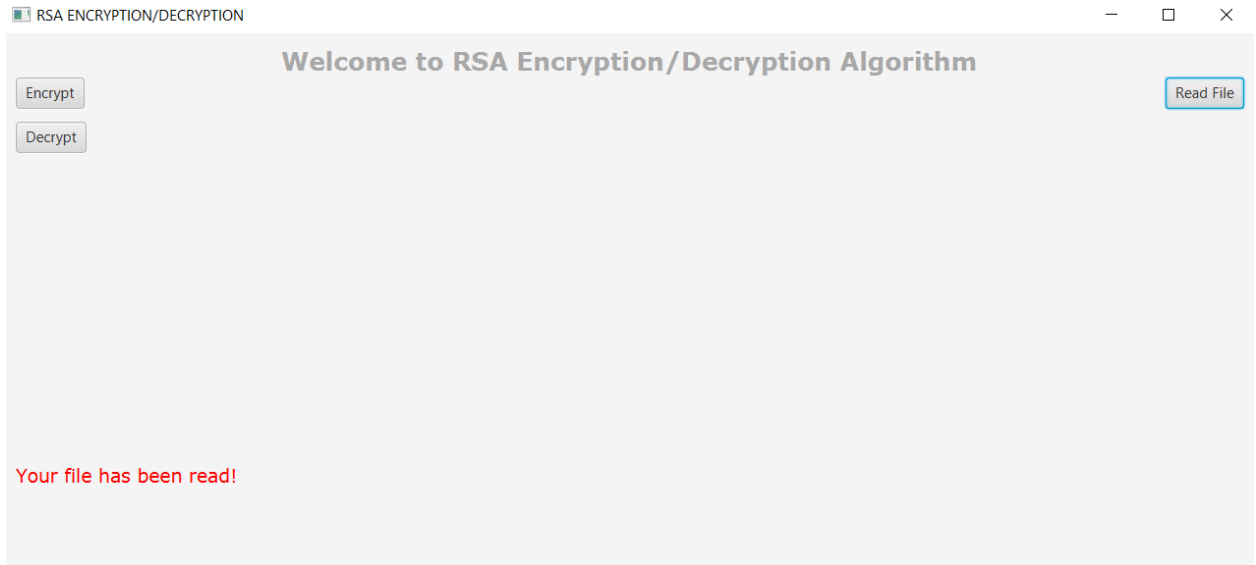 RSA ENCRYPTION/DECRYPTION
Welcome to RSA Encryption/Decryption Algorithm
Encrypt
Read File
Decrypt
Your file has been read!